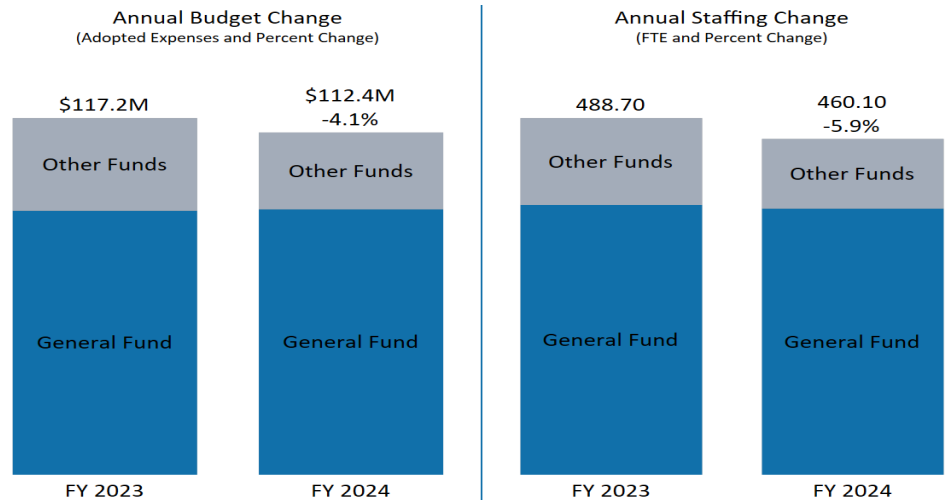 Annual Budget Change
(Adopted Expenses and Percent Change)
$117.2M
$112.4M
-4.1%
Other Funds
Other Funds
General Fund
General Fund
FY 2023
FY 2024
Annual Staffing Change
(FTE and Percent Change)
488.70
460.10
-5.9%
Other Funds
Other Funds
General Fund
General Fund
FY 2023
FY 2024